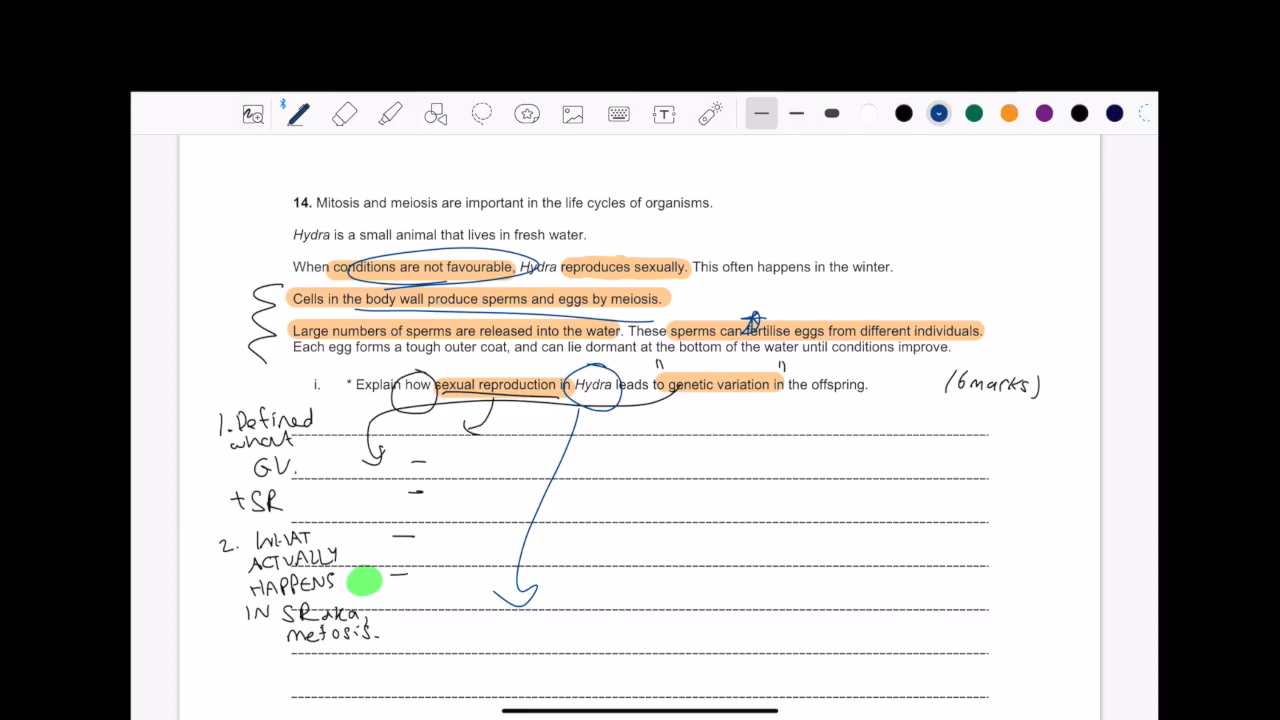 14. Mitosis and meiosis are important in the life cycles of organisms.
Hydra is a small animal that lives in fresh water.
When conditions are not favourable, Hydra reproduces sexually. This often happens in the winter.
Cells in the body wall produce sperms and eggs by meiosis.
Large numbers of sperms are released into the water. These sperms can fertilise eggs from different individuals.
Each egg forms a tough outer coat, and can lie dormant at the bottom of the water until conditions improve.
i. * Explain how sexual reproduction in Hydra leads to "genetic variation" in the offspring. (6 marks)
1. Defined
what
GV.
+ SR
2. WHAT
ACTUALLY
HAPPENS
IN SR aka,
meiosis.